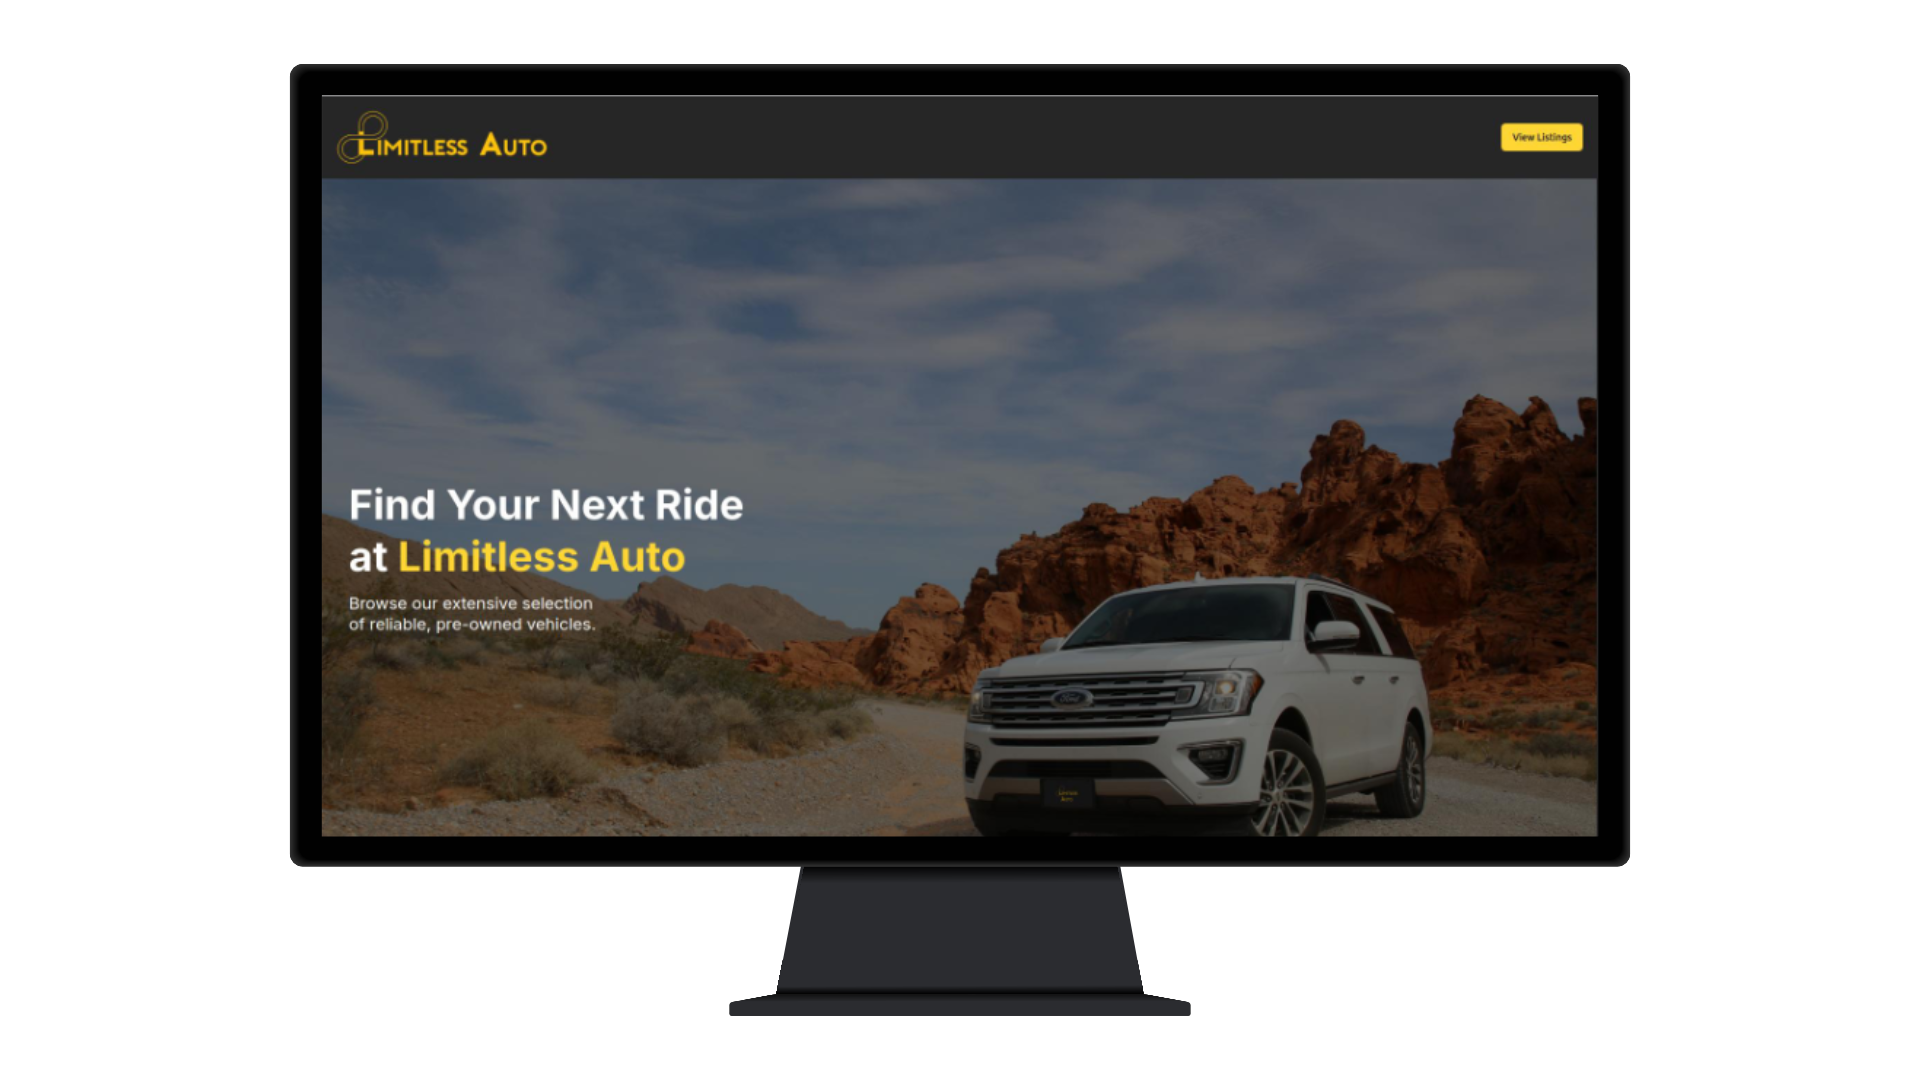 LIMITLESS AUTO
View Listings
Find Your Next Ride
at Limitless Auto
Browse our extensive selection
of reliable, pre-owned vehicles.
Ford